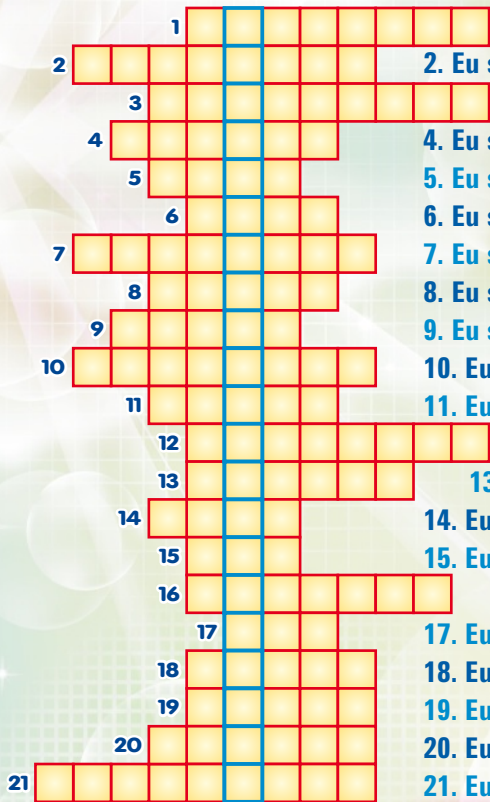 1
2
2. Eu s
3
4
4. Eu s
5
5. Eu s
6
6. Eu s
7
7. Eu s
8
8. Eu s
9
9. Eu s
10
10. Eu
11
11. Eu
12
13
13
14
14. Eu
15
15. Eu
16
17
17. Eu
18
18. Eu
19
19. Eu
20
20. Eu
21
21. Eu